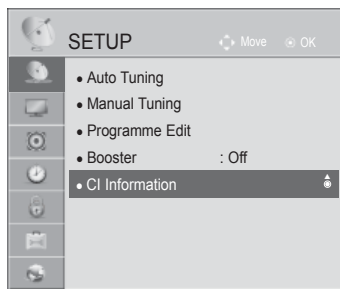 SETUP
Move OK
• Auto Tuning
• Manual Tuning
• Programme Edit
• Booster : Off
• CI Information